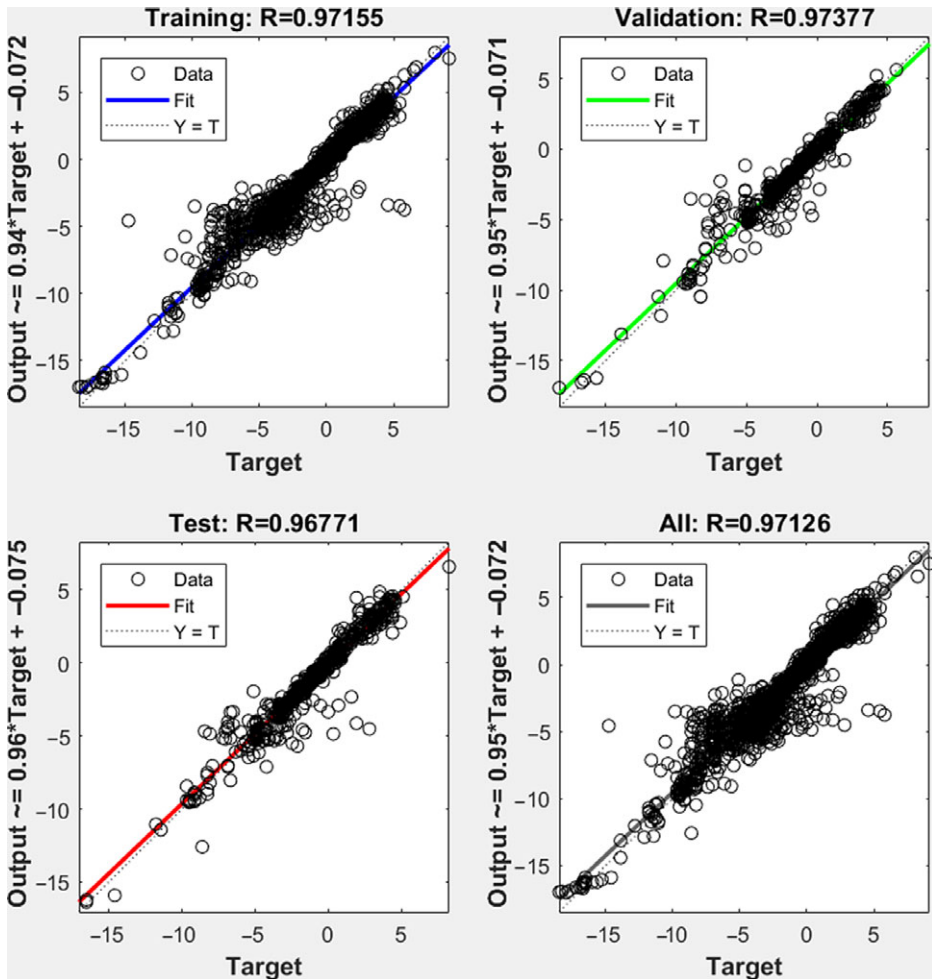 Training: R=0.97155
Output ~= 0.94*Target + −0.072
Data
Fit
Y = T
5
0
−5
−10
−15
−15 −10 −5 0 5
Target
Validation: R=0.97377
Output ~= 0.95*Target + −0.071
Data
Fit
Y = T
5
0
−5
−10
−15
−15 −10 −5 0 5
Target
Test: R=0.96771
Output ~= 0.96*Target + −0.075
Data
Fit
Y = T
5
0
−5
−10
−15
−15 −10 −5 0 5
Target
All: R=0.97126
Output ~= 0.95*Target + −0.072
Data
Fit
Y = T
5
0
−5
−10
−15
−15 −10 −5 0 5
Target